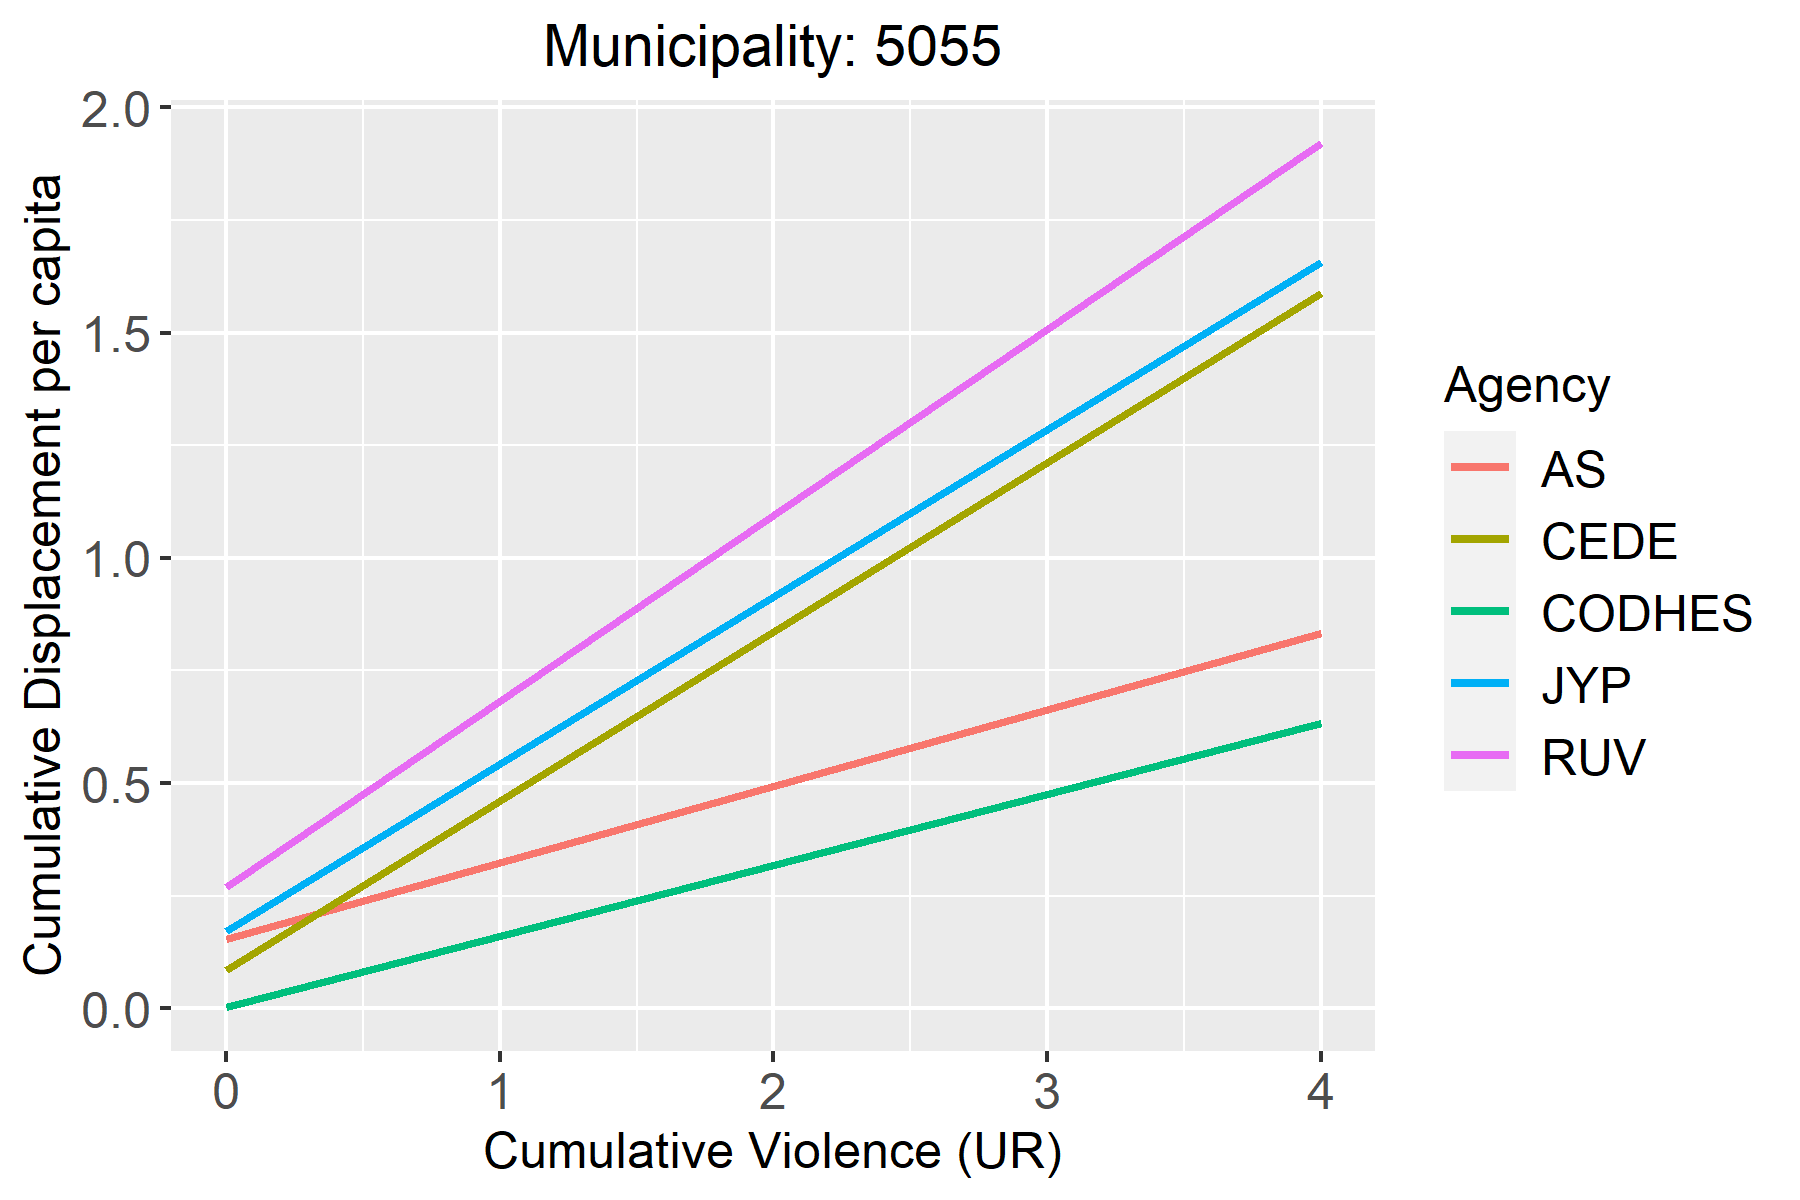 Municipality: 5055
Cumulative Displacement per capita
2.0
1.5
1.0
0.5
0.0
0 1 2 3 4
Cumulative Violence (UR)
Agency
AS
CEDE
CODHES
JYP
RUV